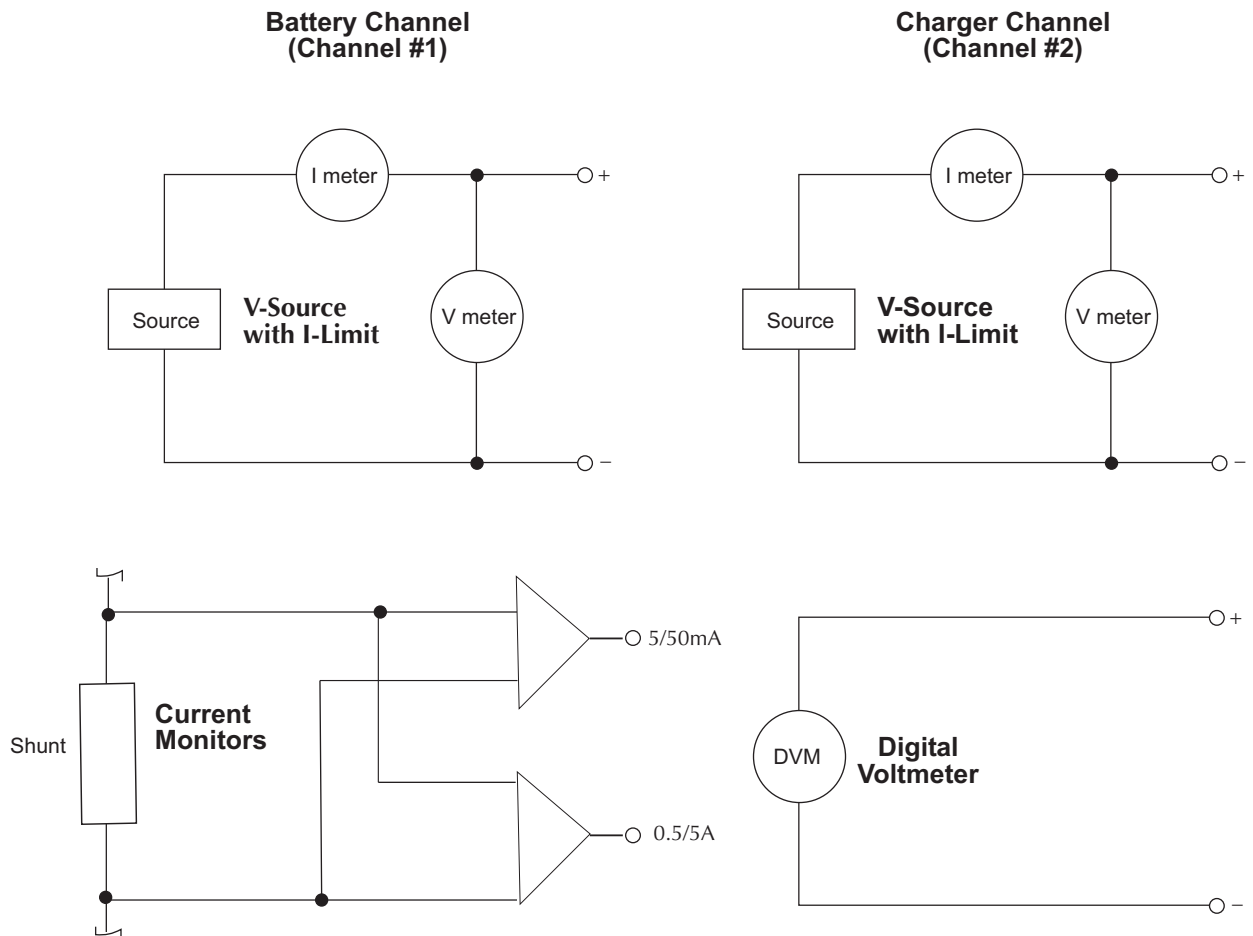 Battery Channel
(Channel #1)
Charger Channel
(Channel #2)
I meter
+
Source
V-Source
with I-Limit
V meter
−
I meter
+
Source
V-Source
with I-Limit
V meter
−
Shunt
Current
Monitors
5/50mA
0.5/5A
+
DVM
Digital
Voltmeter
−